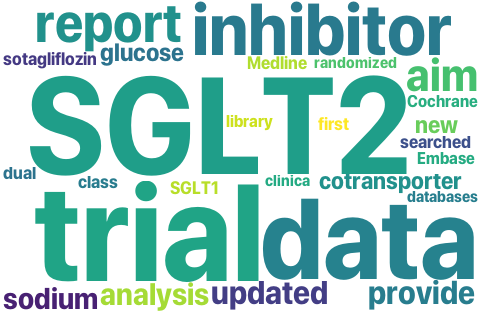 report inhibitor
sotagliflozin glucose Medline randomized aim
SGLT2 Cochrane
library first new
searched
Embase
dual class SGLT1 clinica cotransporter
databases
trial data
sodium analysis updated provide